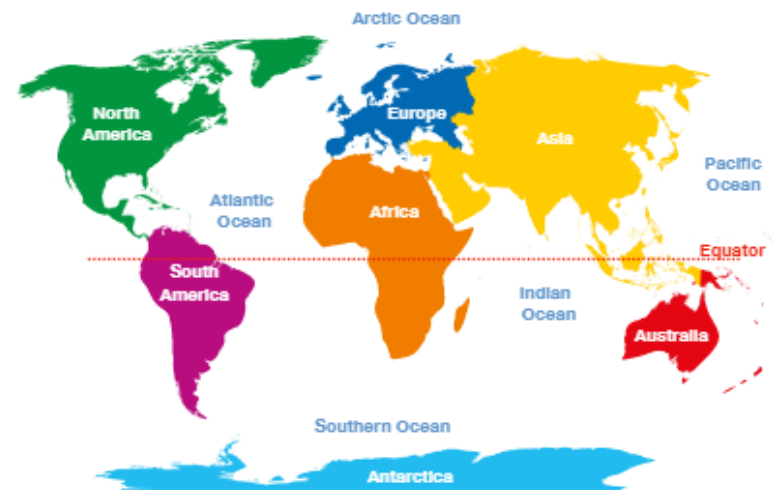 Arctic Ocean
North
America
Europe
Asia
Pacific
Ocean
Atlantic
Ocean
Africa
Equator
South
America
Indian
Ocean
Australia
Southern Ocean
Antarctica